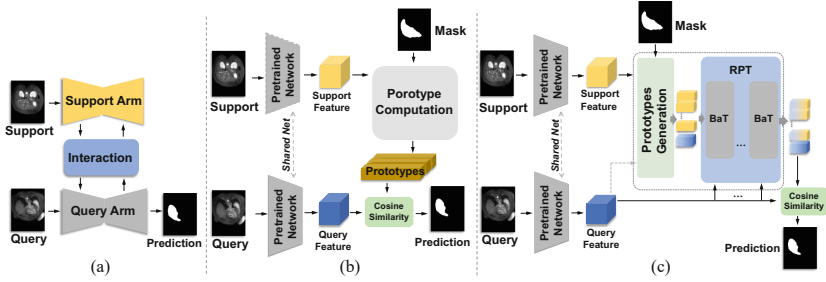 Support Arm
Support
Interaction
Query Arm
Query
Prediction
(a)
Mask
Pretrained
Network
Support
Support
Feature
Porotype
Computation
Shared Net
Prototypes
Pretrained
Network
Query
Query
Feature
Cosine
Similarity
Prediction
(b)
Mask
Pretrained
Network
Support
Support
Feature
Prototypes
Generation
RPT
BaT
...
BaT
Shared Net
Pretrained
Network
Query
Query
Feature
...
Cosine
Similarity
Prediction
(c)